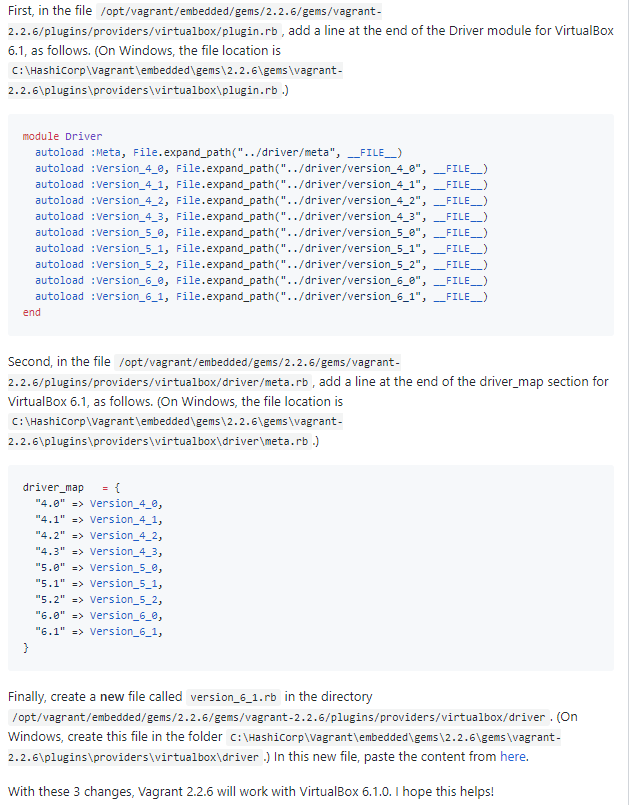 First, in the file /opt/vagrant/embedded/gems/2.2.6/gems/vagrant-
2.2.6/plugins/providers/virtualbox/plugin.rb , add a line at the end of the Driver module for VirtualBox
6.1, as follows. (On Windows, the file location is
C:\HashiCorp\Vagrant\embedded\gems\2.2.6\gems\vagrant-
2.2.6\plugins\providers\virtualbox\plugin.rb .)
module Driver
autoload :Meta, File.expand_path("../driver/meta", __FILE__)
autoload :Version_4_0, File.expand_path("../driver/version_4_0", __FILE__)
autoload :Version_4_1, File.expand_path("../driver/version_4_1", __FILE__)
autoload :Version_4_2, File.expand_path("../driver/version_4_2", __FILE__)
autoload :Version_4_3, File.expand_path("../driver/version_4_3", __FILE__)
autoload :Version_5_0, File.expand_path("../driver/version_5_0", __FILE__)
autoload :Version_5_1, File.expand_path("../driver/version_5_1", __FILE__)
autoload :Version_5_2, File.expand_path("../driver/version_5_2", __FILE__)
autoload :Version_6_0, File.expand_path("../driver/version_6_0", __FILE__)
autoload :Version_6_1, File.expand_path("../driver/version_6_1", __FILE__)
end
Second, in the file /opt/vagrant/embedded/gems/2.2.6/gems/vagrant-
2.2.6/plugins/providers/virtualbox/driver/meta.rb , add a line at the end of the driver_map section for
VirtualBox 6.1, as follows. (On Windows, the file location is
C:\HashiCorp\Vagrant\embedded\gems\2.2.6\gems\vagrant-
2.2.6\plugins\providers\virtualbox\driver\meta.rb .)
driver_map   = {
"4.0" => Version_4_0,
"4.1" => Version_4_1,
"4.2" => Version_4_2,
"4.3" => Version_4_3,
"5.0" => Version_5_0,
"5.1" => Version_5_1,
"5.2" => Version_5_2,
"6.0" => Version_6_0,
"6.1" => Version_6_1,
}
Finally, create a new file called version_6_1.rb in the directory
/opt/vagrant/embedded/gems/2.2.6/gems/vagrant-2.2.6/plugins/providers/virtualbox/driver . (On
Windows, create this file in the folder C:\HashiCorp\Vagrant\embedded\gems\2.2.6\gems\vagrant-
2.2.6\plugins\providers\virtualbox\driver .) In this new file, paste the content from here.
With these 3 changes, Vagrant 2.2.6 will work with VirtualBox 6.1.0. I hope this helps!